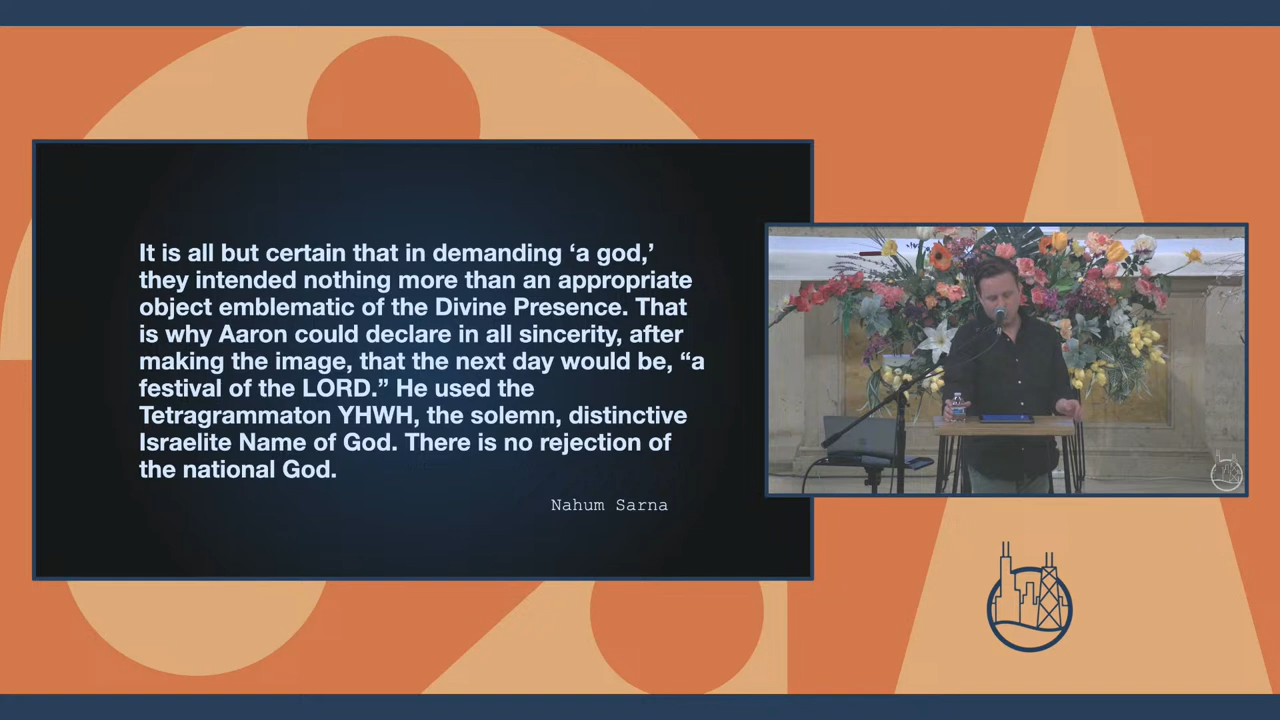 It is all but certain that in demanding ‘a god,’
they intended nothing more than an appropriate
object emblematic of the Divine Presence. That
is why Aaron could declare in all sincerity, after
making the image, that the next day would be, “a
festival of the LORD.” He used the
Tetragrammaton YHWH, the solemn, distinctive
Israelite Name of God. There is no rejection of
the national God.
Nahum Sarna